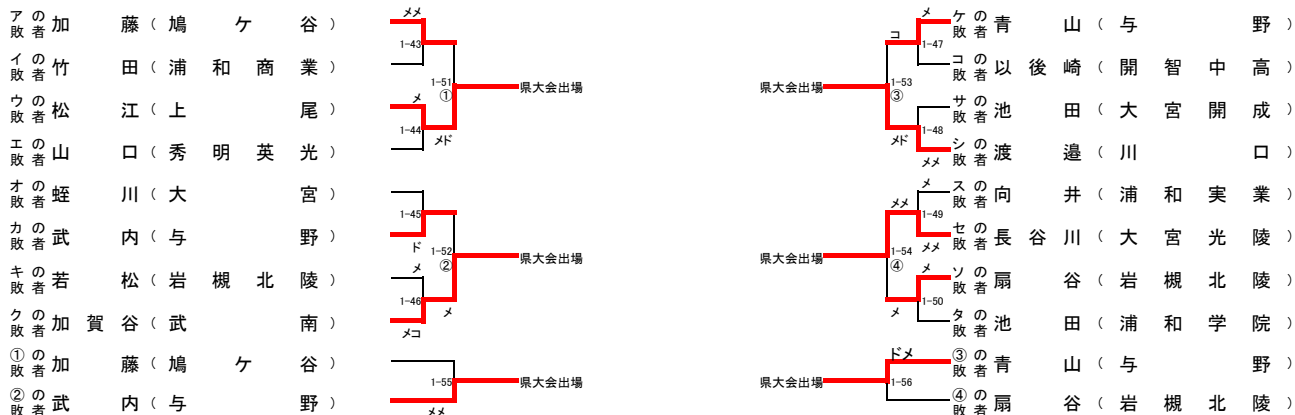 アの敗者 加藤（鳩ケ谷） メメ
1-43
イの敗者 竹田（浦和商業）
1-51 ① 県大会出場
ウの敗者 松江（上尾） メ
1-44
メド
エの敗者 山口（秀明英光）
オの敗者 蛭川（大宮）
1-45
カの敗者 武内（与野） ド
1-52 ② 県大会出場
キの敗者 若松（岩槻北陵） メ
1-46
メ
クの敗者 加賀谷（武南） メコ
①の敗者 加藤（鳩ケ谷）
1-55 県大会出場
②の敗者 武内（与野） メメ
メ ケの敗者 青山（与野）
コ 1-47
コの敗者 以後崎（開智中高）
県大会出場 1-53 ③
サの敗者 池田（大宮開成）
1-48
メド
メメ シの敗者 渡邉（川口）
メ スの敗者 向井（浦和実業）
メメ 1-49
メメ セの敗者 長谷川（大宮光陵）
県大会出場 1-54 ④
メ ソの敗者 扇谷（岩槻北陵）
1-50
メ
タの敗者 池田（浦和学院）
ドメ ③の敗者 青山（与野）
県大会出場 1-56
④の敗者 扇谷（岩槻北陵）